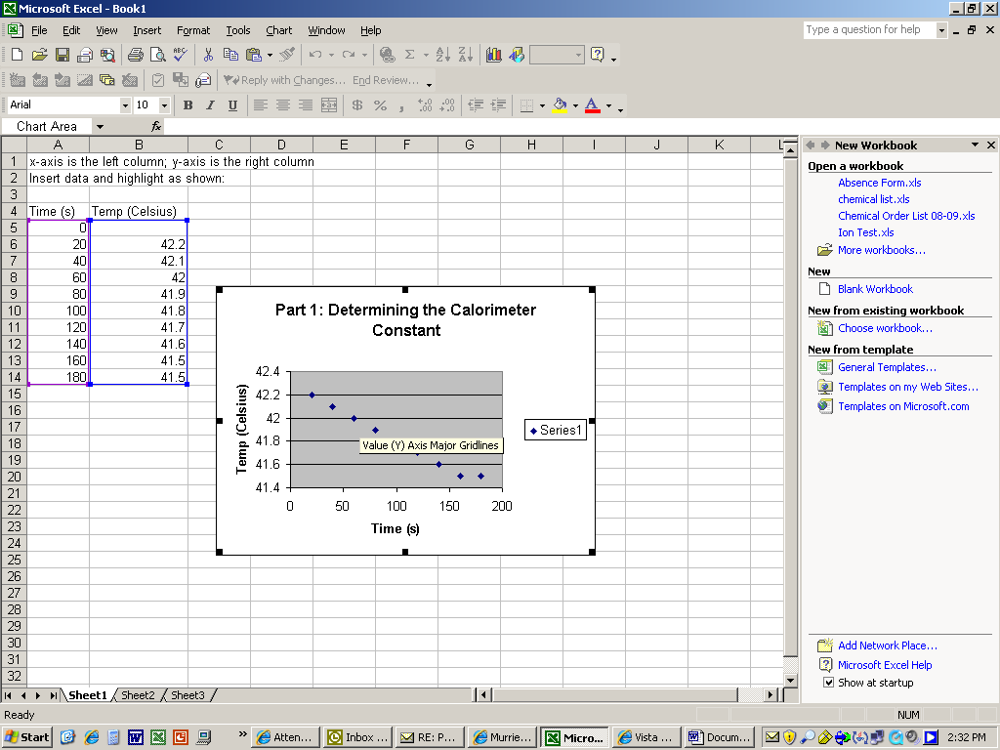 Microsoft Excel - Book1
File Edit View Insert Format Tools Chart Window Help Type a question for help
Reply with Changes... End Review...
Arial 10 B I U $ % , A
Chart Area fx
A B C D E F G H I J K L
1 x-axis is the left column; y-axis is the right column
2 Insert data and highlight as shown:
3
4 Time (s) Temp (Celsius)
5 0
6 20 42.2
7 40 42.1
8 60 42
9 80 41.9
10 100 41.8
11 120 41.7
12 140 41.6
13 160 41.5
14 180 41.5
15
16
17
18
19
20
21
22
23
24
25
26
27
28
29
30
31
32
Part 1: Determining the Calorimeter
Constant
Temp (Celsius)
42.4
42.2
42
41.8
41.6
41.4
Value (Y) Axis Major Gridlines
Series1
0 50 100 150 200
Time (s)
New Workbook
Open a workbook
Absence Form.xls
chemical list.xls
Chemical Order List 08-09.xls
Ion Test.xls
More workbooks...
New
Blank Workbook
New from existing workbook
Choose workbook...
New from template
General Templates...
Templates on my Web Sites...
Templates on Microsoft.com
Add Network Place...
Microsoft Excel Help
Show at startup
Sheet1 Sheet2 Sheet3
Ready NUM
Start Atten... Inbox ... RE: P... Murrie... Micro... Vista ... Docum... 2:32 PM